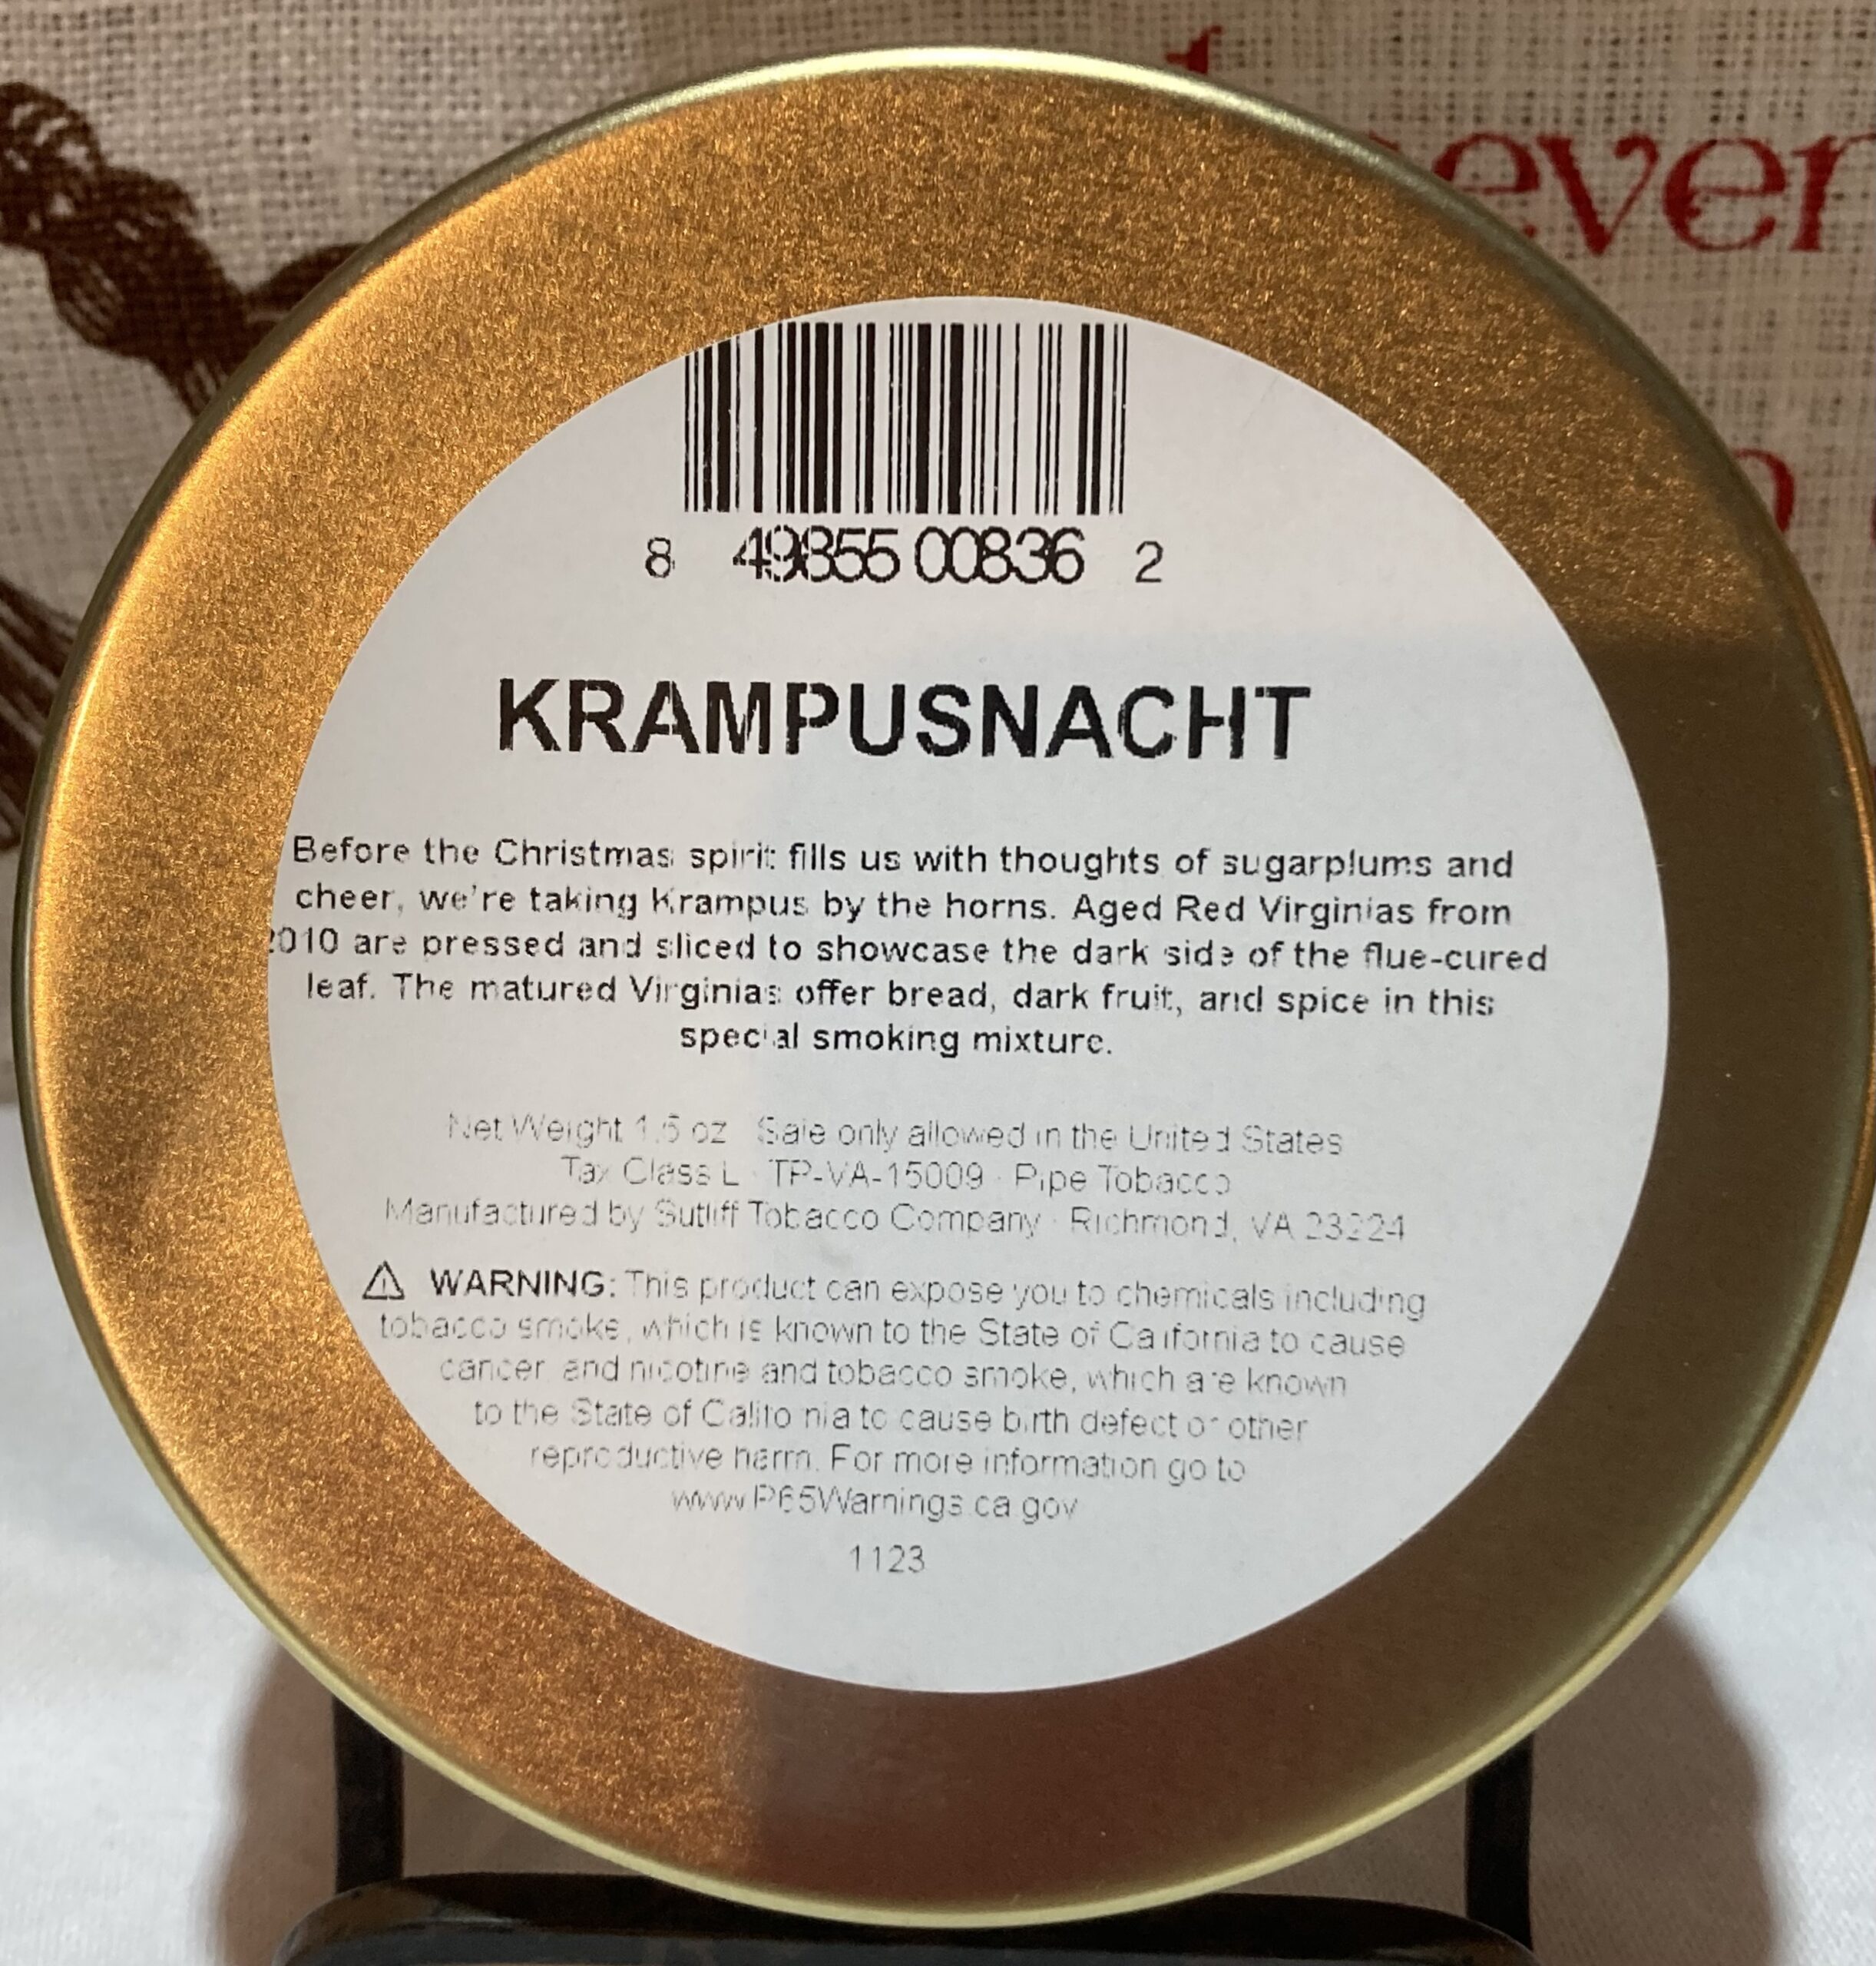 ever
8 49855 00836 2
KRAMPUSNACHT
Before the Christmas spirit fills us with thoughts of sugarplums and
cheer, we're taking Krampus by the horns. Aged Red Virginias from
2010 are pressed and sliced to showcase the dark side of the flue-cured
leaf. The matured Virginias offer bread, dark fruit, and spice in this
special smoking mixture.
Net Weight 1.5 oz Sale only allowed in the United States
Tax Class L · TP-VA-15009 · Pipe Tobacco
Manufactured by Sutliff Tobacco Company · Richmond, VA 23224
⚠ WARNING: This product can expose you to chemicals including
tobacco smoke, which is known to the State of California to cause
cancer, and nicotine and tobacco smoke, which are known
to the State of California to cause birth defect or other
reproductive harm. For more information go to
www.P65Warnings.ca.gov
1123